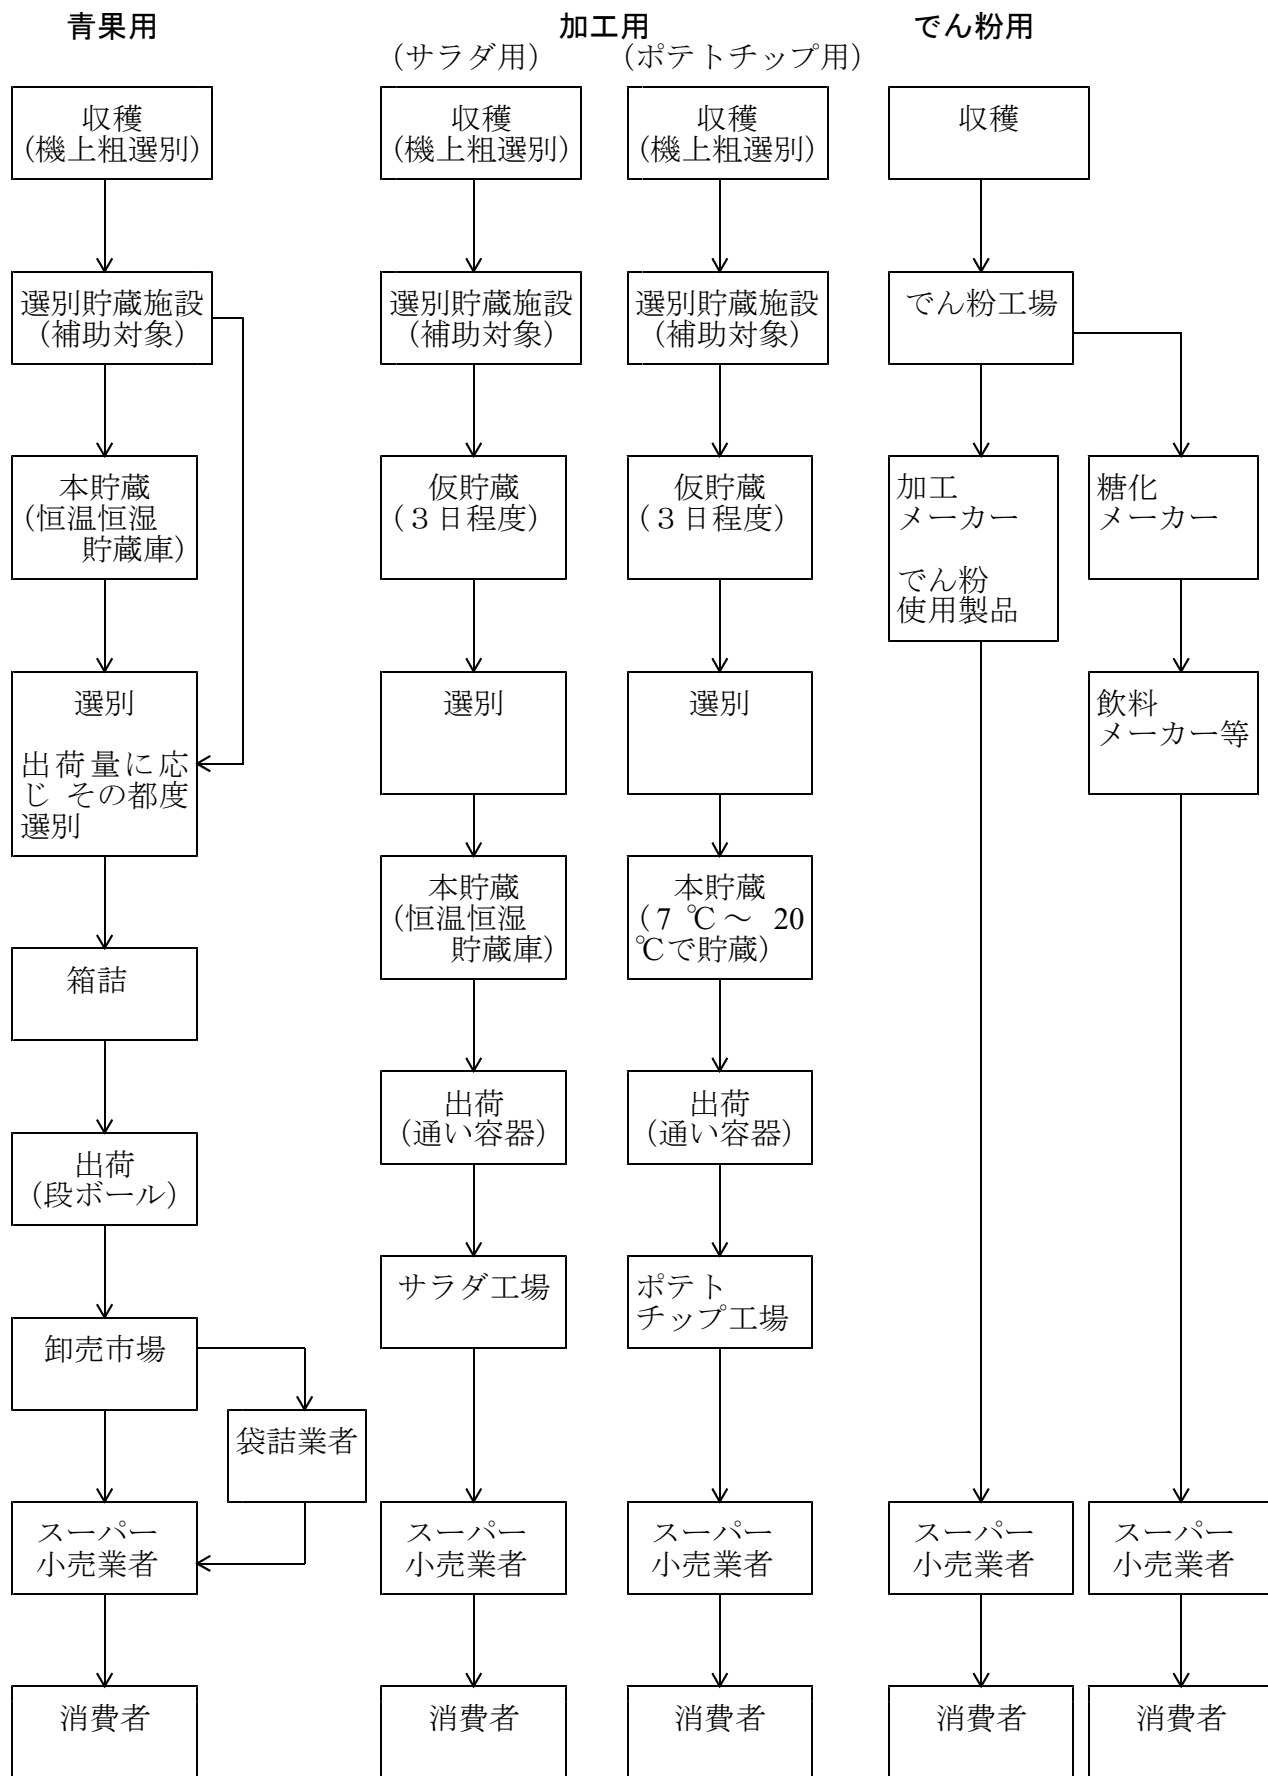 青果用
加工用
でん粉用
(サラダ用)
(ポテトチップ用)
収穫
(機上粗選別)
選別貯蔵施設
(補助対象)
本貯蔵
(恒温恒湿
貯蔵庫)
選別
出荷量に応
じ その都度
選別
箱詰
出荷
(段ボール)
卸売市場
袋詰業者
スーパー
小売業者
消費者
収穫
(機上粗選別)
選別貯蔵施設
(補助対象)
仮貯蔵
(3日程度)
選別
本貯蔵
(恒温恒湿
貯蔵庫)
出荷
(通い容器)
サラダ工場
スーパー
小売業者
消費者
収穫
(機上粗選別)
選別貯蔵施設
(補助対象)
仮貯蔵
(3日程度)
選別
本貯蔵
(7 ℃～ 20
℃で貯蔵)
出荷
(通い容器)
ポテト
チップ工場
スーパー
小売業者
消費者
収穫
でん粉工場
加工
メーカー
でん粉
使用製品
スーパー
小売業者
消費者
糖化
メーカー
飲料
メーカー等
スーパー
小売業者
消費者